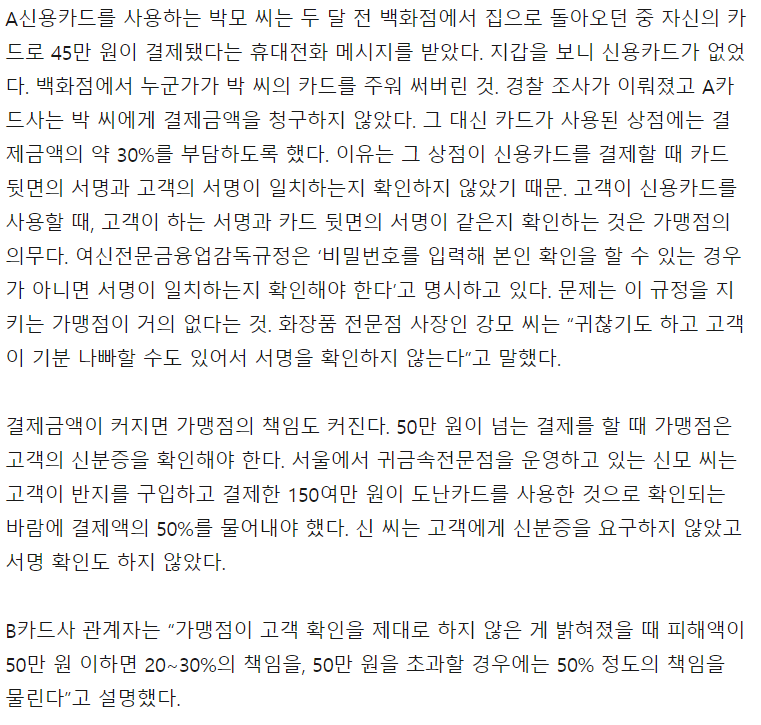 A신용카드를 사용하는 박모 씨는 두 달 전 백화점에서 집으로 돌아오던 중 자신의 카
드로 45만 원이 결제됐다는 휴대전화 메시지를 받았다. 지갑을 보니 신용카드가 없었
다. 백화점에서 누군가가 박 씨의 카드를 주워 써버린 것. 경찰 조사가 이뤄졌고 A카
드사는 박 씨에게 결제금액을 청구하지 않았다. 그 대신 카드가 사용된 상점에는 결
제금액의 약 30%를 부담하도록 했다. 이유는 그 상점이 신용카드를 결제할 때 카드
뒷면의 서명과 고객의 서명이 일치하는지 확인하지 않았기 때문. 고객이 신용카드를
사용할 때, 고객이 하는 서명과 카드 뒷면의 서명이 같은지 확인하는 것은 가맹점의
의무다. 여신전문금융업감독규정은 ‘비밀번호를 입력해 본인 확인을 할 수 있는 경우
가 아니면 서명이 일치하는지 확인해야 한다’고 명시하고 있다. 문제는 이 규정을 지
키는 가맹점이 거의 없다는 것. 화장품 전문점 사장인 강모 씨는 “귀찮기도 하고 고객
이 기분 나빠할 수도 있어서 서명을 확인하지 않는다”고 말했다.
결제금액이 커지면 가맹점의 책임도 커진다. 50만 원이 넘는 결제를 할 때 가맹점은
고객의 신분증을 확인해야 한다. 서울에서 귀금속전문점을 운영하고 있는 신모 씨는
고객이 반지를 구입하고 결제한 150여만 원이 도난카드를 사용한 것으로 확인되는
바람에 결제액의 50%를 물어내야 했다. 신 씨는 고객에게 신분증을 요구하지 않았고
서명 확인도 하지 않았다.
B카드사 관계자는 “가맹점이 고객 확인을 제대로 하지 않은 게 밝혀졌을 때 피해액이
50만 원 이하면 20~30%의 책임을, 50만 원을 초과할 경우에는 50% 정도의 책임을
물린다”고 설명했다.